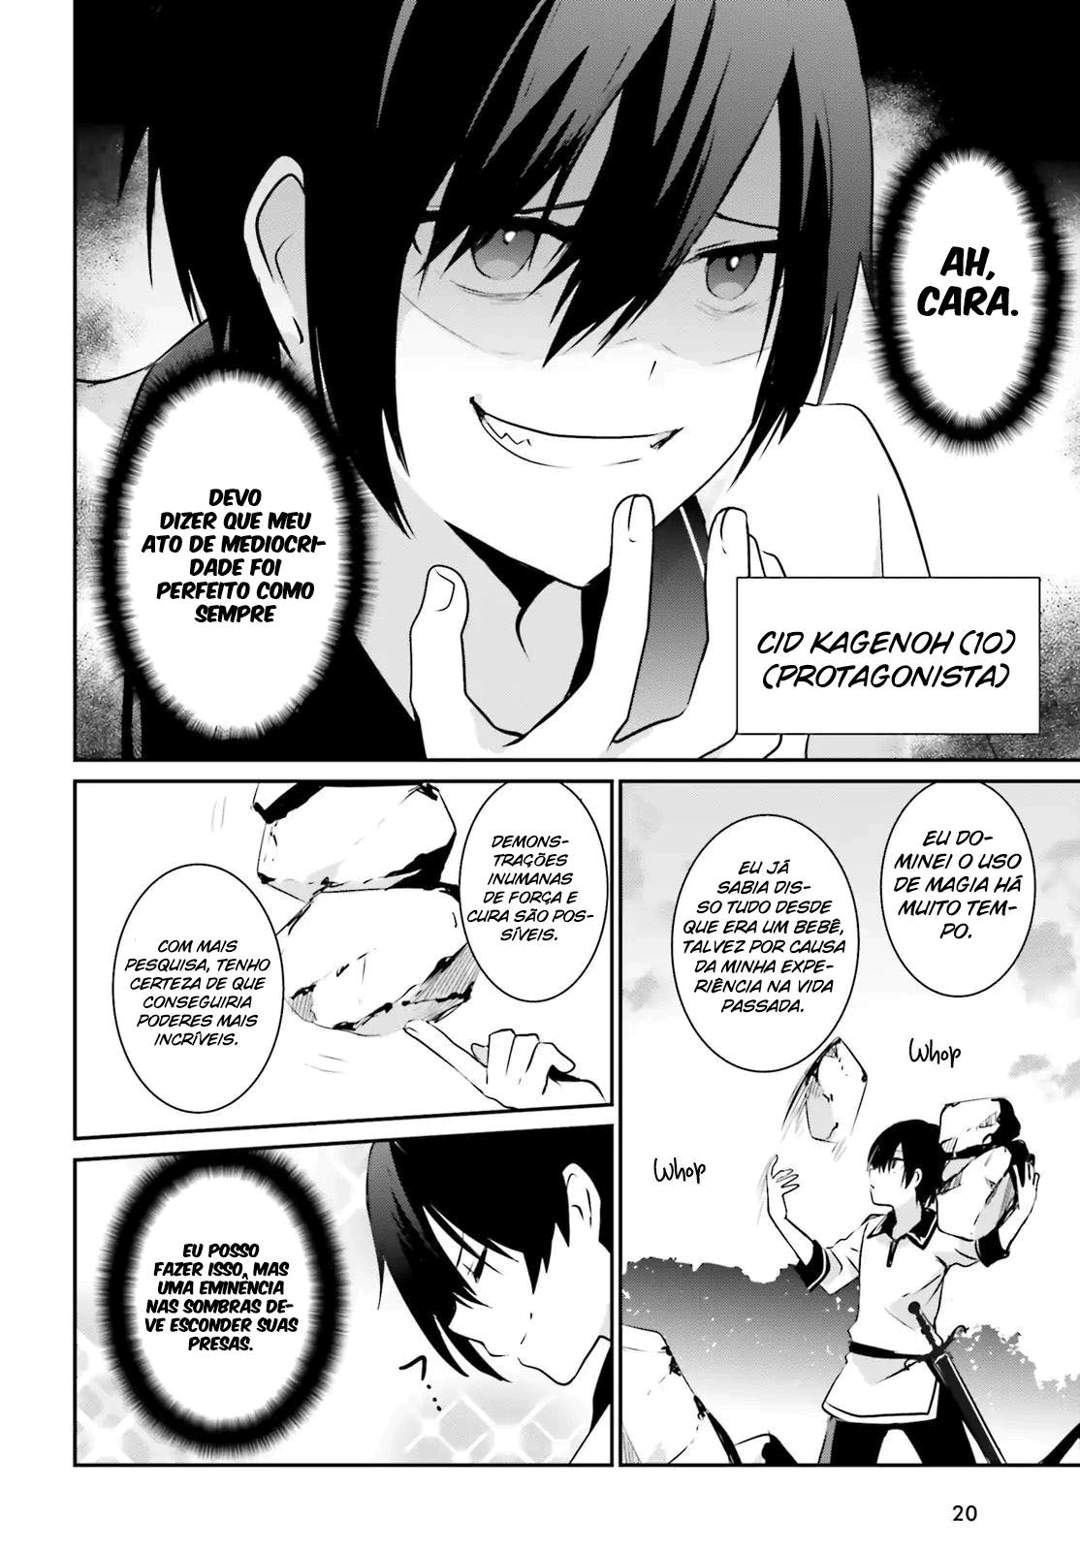 AH,
CARA.
DEVO
DIZER QUE MEU
ATO DE MEDIOCRI-
DADE FOI
PERFEITO COMO
SEMPRE
CID KAGENOH (10)
(PROTAGONISTA)
EU DO-
MINEI O USO
DE MAGIA HÁ
MUITO TEM-
PO.
EU JÁ
SABIA DIS-
SO TUDO DESDE
QUE ERA UM BEBÊ,
TALVEZ POR CAUSA
DA MINHA EXPE-
RIÊNCIA NA VIDA
PASSADA.
WHOP
WHOP
DEMONS-
TRAÇÕES
INUMANAS
DE FORÇA E
CURA SÃO POS-
SÍVEIS.
COM MAIS
PESQUISA, TENHO
CERTEZA DE QUE
CONSEGUIRIA
PODERES MAIS
INCRÍVEIS.
EU POSSO
FAZER ISSO, MAS
UMA EMINÊNCIA
NAS SOMBRAS DE-
VE ESCONDER SUAS
PRESAS.
フ…
20